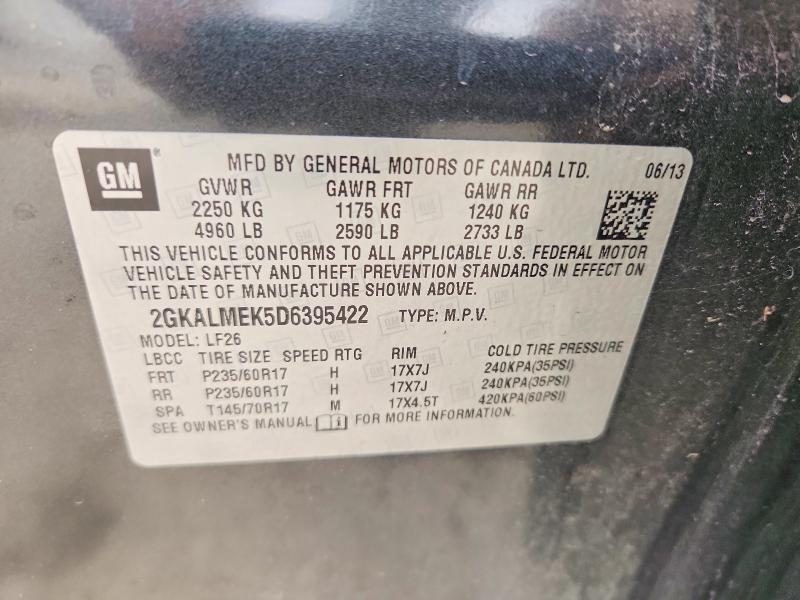 GM
MFD BY GENERAL MOTORS OF CANADA LTD. 06/13
GVWR GAWR FRT GAWR RR
2250 KG 1175 KG 1240 KG
4960 LB 2590 LB 2733 LB
THIS VEHICLE CONFORMS TO ALL APPLICABLE U.S. FEDERAL MOTOR
VEHICLE SAFETY AND THEFT PREVENTION STANDARDS IN EFFECT ON
THE DATE OF MANUFACTURE SHOWN ABOVE.
2GKALMEK5D6395422 TYPE: M.P.V.
MODEL: LF26
LBCC TIRE SIZE SPEED RTG RIM COLD TIRE PRESSURE
FRT P235/60R17 H 17X7J 240KPA(35PSI)
RR P235/60R17 H 17X7J 240KPA(35PSI)
SPA T145/70R17 M 17X4.5T 420KPA(60PSI)
SEE OWNER'S MANUAL i FOR MORE INFORMATION.